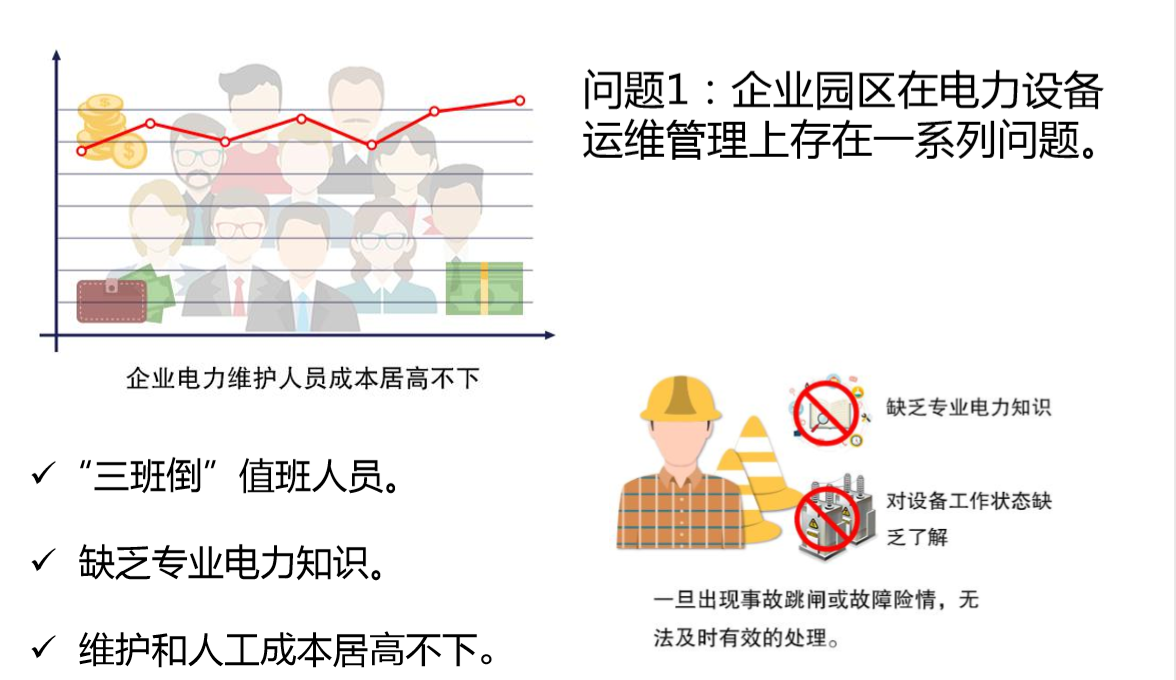 问题1：企业园区在电力设备
运维管理上存在一系列问题。
企业电力维护人员成本居高不下
“三班倒”值班人员。
缺乏专业电力知识。
维护和人工成本居高不下。
缺乏专业电力知识
对设备工作状态缺
乏了解
一旦出现事故跳闸或故障险情，无
法及时有效的处理。